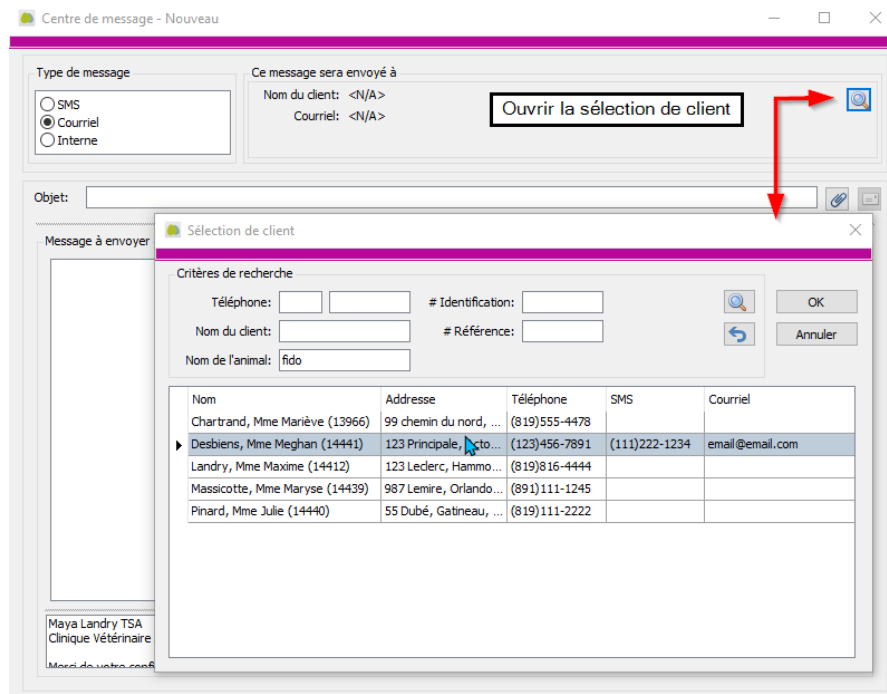 Centre de message - Nouveau
Type de message
SMS
Courriel
Interne
Ce message sera envoyé à
Nom du client: <N/A>
Courriel: <N/A>
Ouvrir la sélection de client
Objet:
Message à envoyer
Sélection de client
Critères de recherche
Téléphone:
# Identification:
OK
Nom du client:
# Référence:
Annuler
Nom de l'animal: fido
Nom Addresse Téléphone SMS Courriel
Chartrand, Mme Mariève (13966) 99 chemin du nord, ... (819)555-4478
Desbiens, Mme Meghan (14441) 123 Principale, cto... (123)456-7891 (111)222-1234 email@email.com
Landry, Mme Maxime (14412) 123 Leclerc, Hammo... (819)816-4444
Massicotte, Mme Maryse (14439) 987 Lemire, Orlando... (891)111-1245
Pinard, Mme Julie (14440) 55 Dubé, Gatineau, ... (819)111-2222
Maya Landry TSA
Clinique Vétérinaire
Merci de votre conf